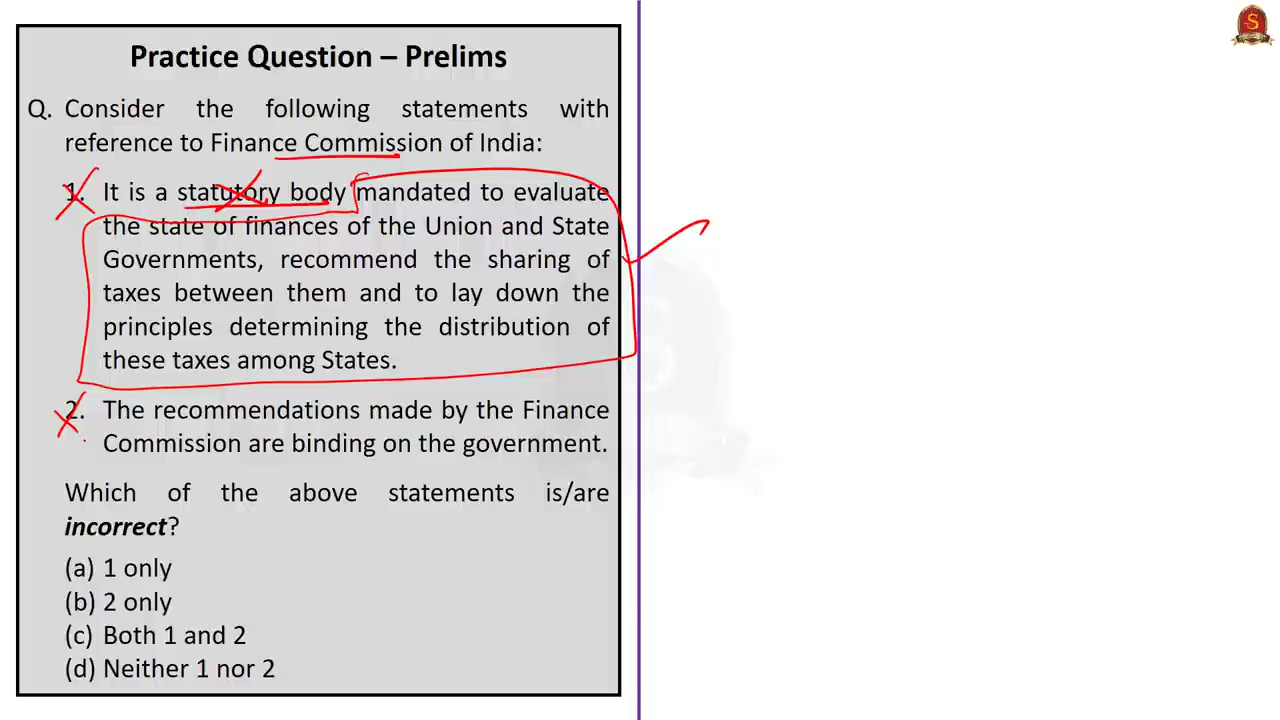 Practice Question – Prelims
Q. Consider the following statements with
reference to Finance Commission of India:
1. It is a statutory body mandated to evaluate
the state of finances of the Union and State
Governments, recommend the sharing of
taxes between them and to lay down the
principles determining the distribution of
these taxes among States.
2. The recommendations made by the Finance
Commission are binding on the government.
Which of the above statements is/are
incorrect?
(a) 1 only
(b) 2 only
(c) Both 1 and 2
(d) Neither 1 nor 2
S